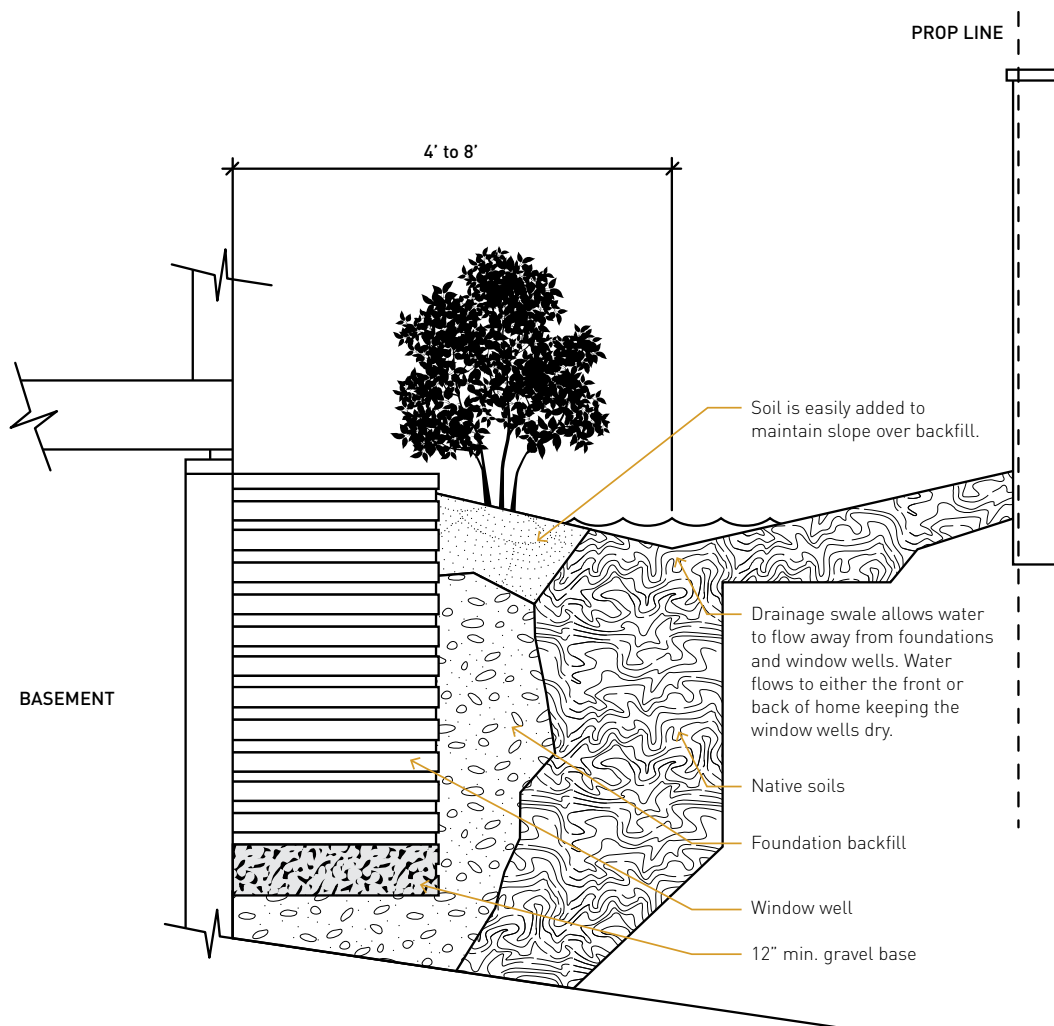 PROP LINE
4’ to 8’
Soil is easily added to
maintain slope over backfill.
Drainage swale allows water
to flow away from foundations
and window wells. Water
flows to either the front or
back of home keeping the
window wells dry.
BASEMENT
Native soils
Foundation backfill
Window well
12” min. gravel base